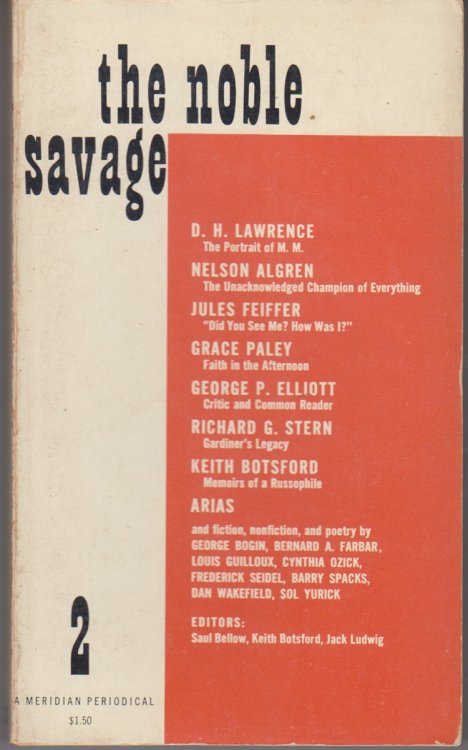 the noble
savage
D. H. LAWRENCE
The Portrait of M. M.
NELSON ALGREN
The Unacknowledged Champion of Everything
JULES FEIFFER
"Did You See Me? How Was I?"
GRACE PALEY
Faith in the Afternoon
GEORGE P. ELLIOTT
Critic and Common Reader
RICHARD G. STERN
Gardiner's Legacy
KEITH BOTSFORD
Memoirs of a Russophile
ARIAS
and fiction, nonfiction, and poetry by
GEORGE BOGIN, BERNARD A. FARBAR,
LOUIS GUILLOUX, CYNTHIA OZICK,
FREDERICK SEIDEL, BARRY SPACKS,
DAN WAKEFIELD, SOL YURICK
EDITORS:
Saul Bellow, Keith Botsford, Jack Ludwig
2
A MERIDIAN PERIODICAL
$1.50